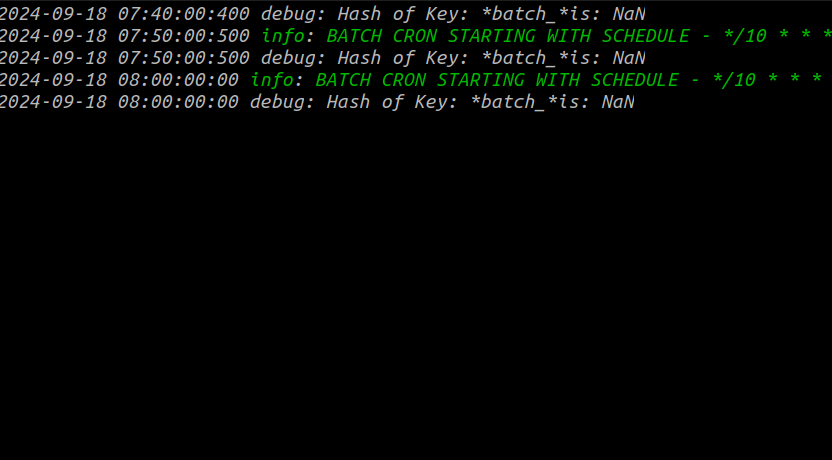 2024-09-18 07:40:00:400 debug: Hash of Key: *batch_*is: NaN
2024-09-18 07:50:00:500 info: BATCH CRON STARTING WITH SCHEDULE - */10 * * *
2024-09-18 07:50:00:500 debug: Hash of Key: *batch_*is: NaN
2024-09-18 08:00:00:00 info: BATCH CRON STARTING WITH SCHEDULE - */10 * * *
2024-09-18 08:00:00:00 debug: Hash of Key: *batch_*is: NaN